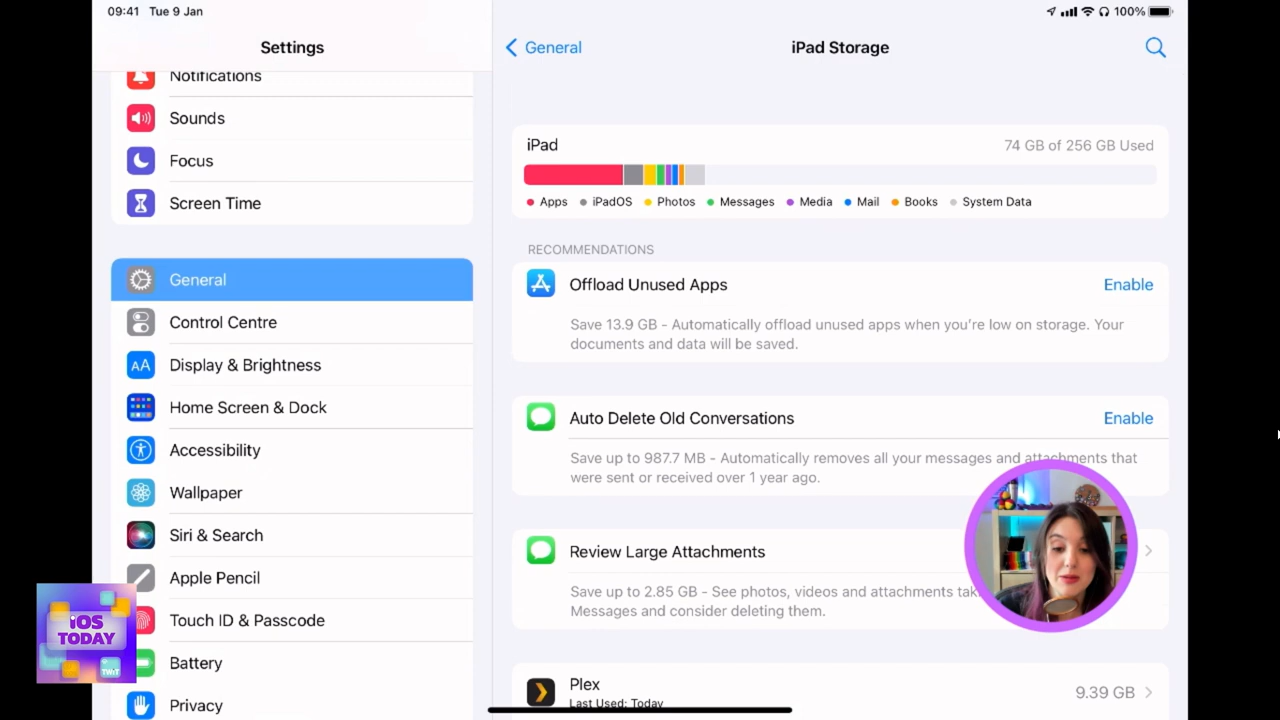 09:41 Tue 9 Jan
100%
Settings
Notifications
Sounds
Focus
Screen Time
General
Control Centre
Display & Brightness
Home Screen & Dock
Accessibility
Wallpaper
Siri & Search
Apple Pencil
Touch ID & Passcode
Battery
Privacy
General
iPad Storage
iPad
74 GB of 256 GB Used
Apps iPadOS Photos Messages Media Mail Books System Data
RECOMMENDATIONS
Offload Unused Apps
Enable
Save 13.9 GB - Automatically offload unused apps when you're low on storage. Your
documents and data will be saved.
Auto Delete Old Conversations
Enable
Save up to 987.7 MB - Automatically removes all your messages and attachments that
were sent or received over 1 year ago.
Review Large Attachments
Save up to 2.85 GB - See photos, videos and attachments
Messages and consider deleting them.
Plex
9.39 GB
Last Used: Today
AA
iOS
TODAY
TWiT